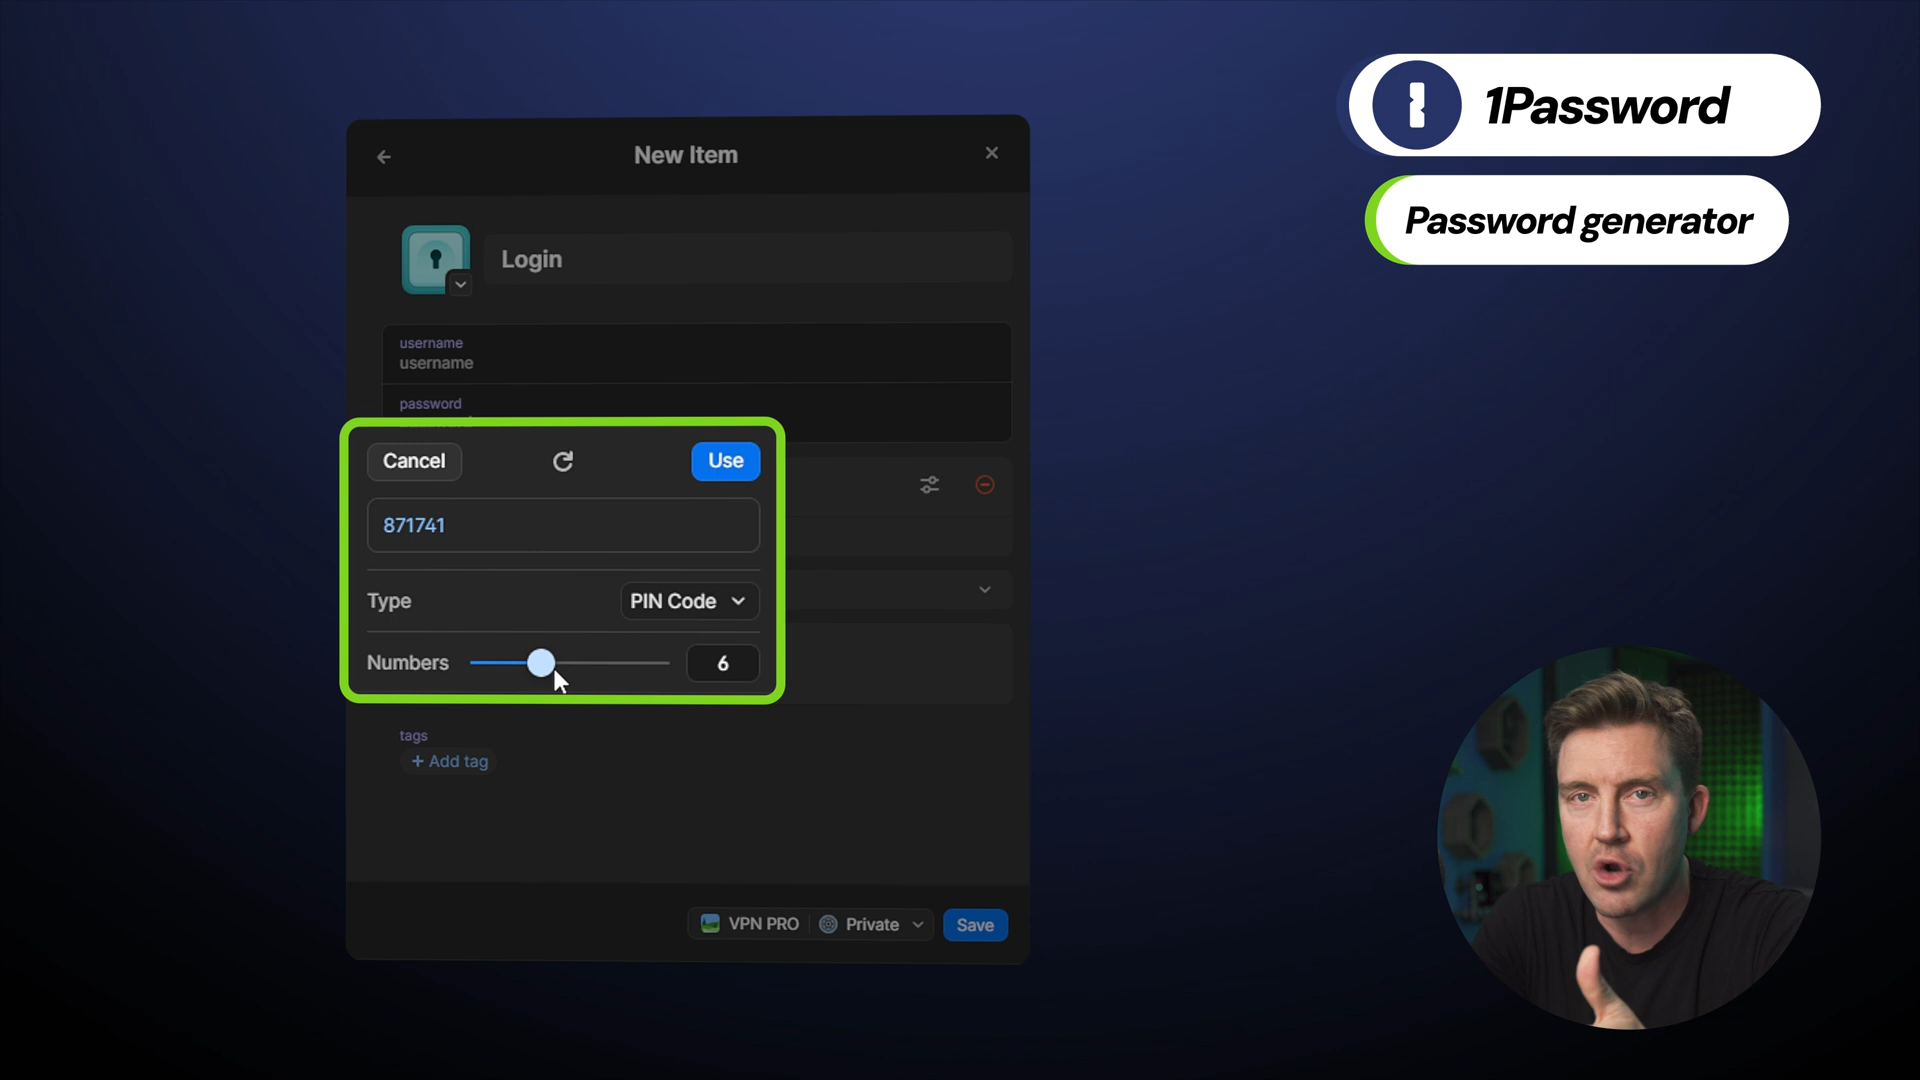 1Password
Password generator
New Item
Login
username
username
password
Cancel
Use
871741
Type
PIN Code
Numbers
6
tags
+ Add tag
VPN PRO
Private
Save